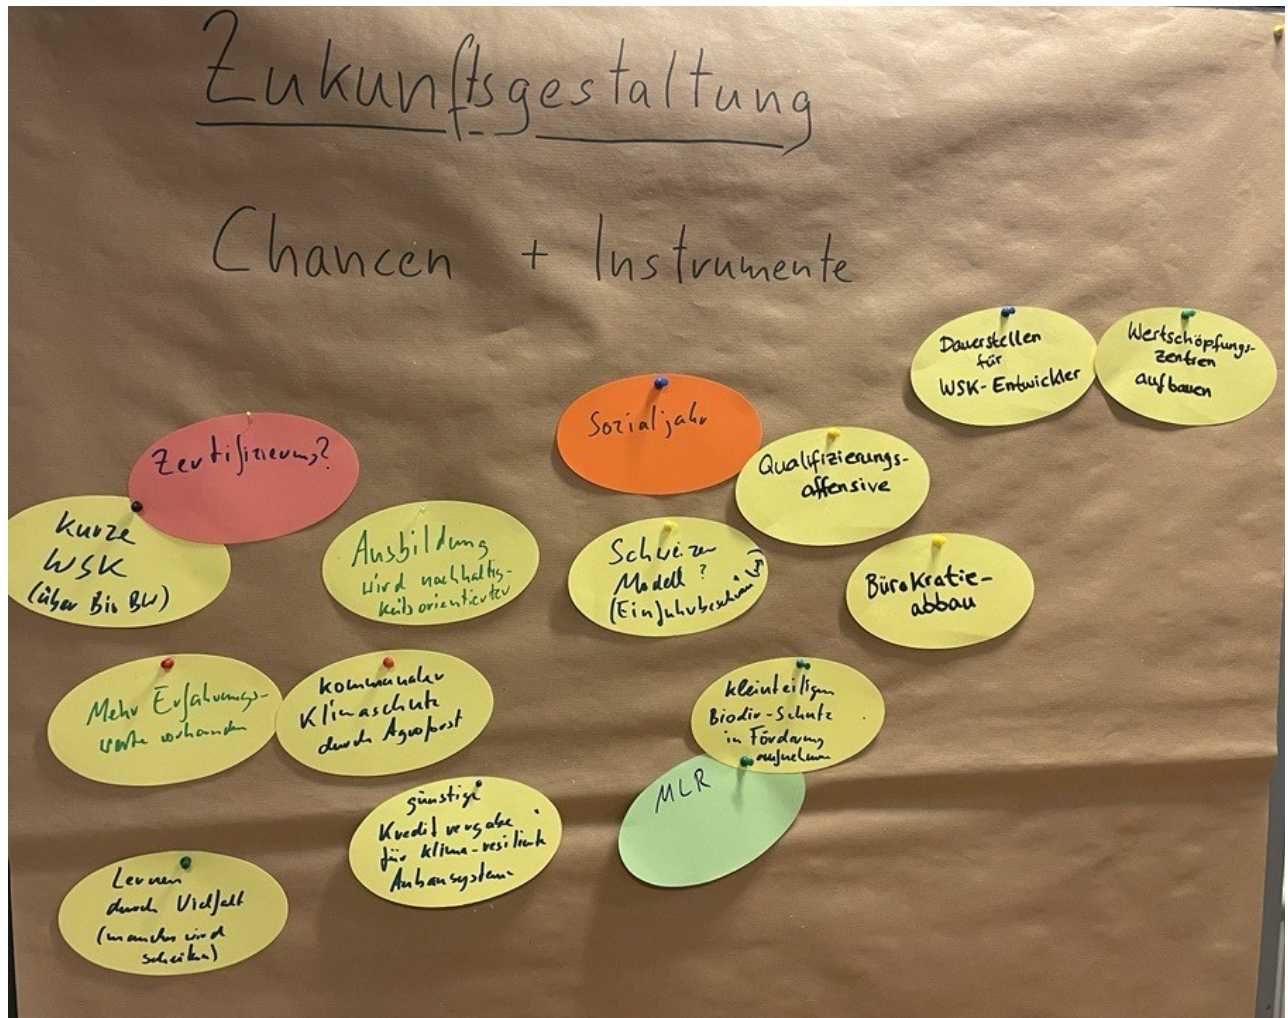 Zukunftsgestaltung
Chancen + Instrumente
Dauerstellen
für
WSK-Entwickler
Wertschöpfungs-
zentren
aufbauen
Sozialjahr
Zertifizierung?
Qualifizierungs-
offensive
Kurze
WSK
(über Bio BW)
Ausbildung
wird nachhaltig-
keitsorientierter
Schweizer
Modell?
Bürokratie-
abbau
Mehr Erfahrungs-
werte vorhanden
kommunaler
Klimaschutz
durch Agroforst
kleinteiligen
Biodiv-Schutz
in Förderung
aufnehmen
MLR
günstige
Kreditvergabe
für klima-resiliente
Anbausysteme
Lernen
durch Vielfalt
(manches wird
scheitern)